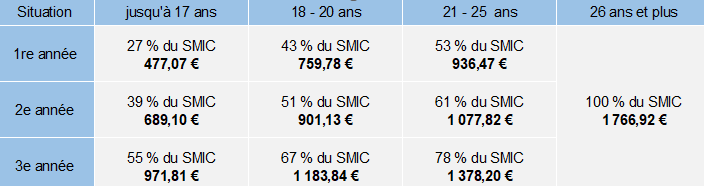 Situation jusqu'à 17 ans 18 - 20 ans 21 - 25 ans 26 ans et plus
1re année
27 % du SMIC
477,07 €
43 % du SMIC
759,78 €
53 % du SMIC
936,47 €
2e année
39 % du SMIC
689,10 €
51 % du SMIC
901,13 €
61 % du SMIC
1 077,82 €
100 % du SMIC
1 766,92 €
3e année
55 % du SMIC
971,81 €
67 % du SMIC
1 183,84 €
78 % du SMIC
1 378,20 €